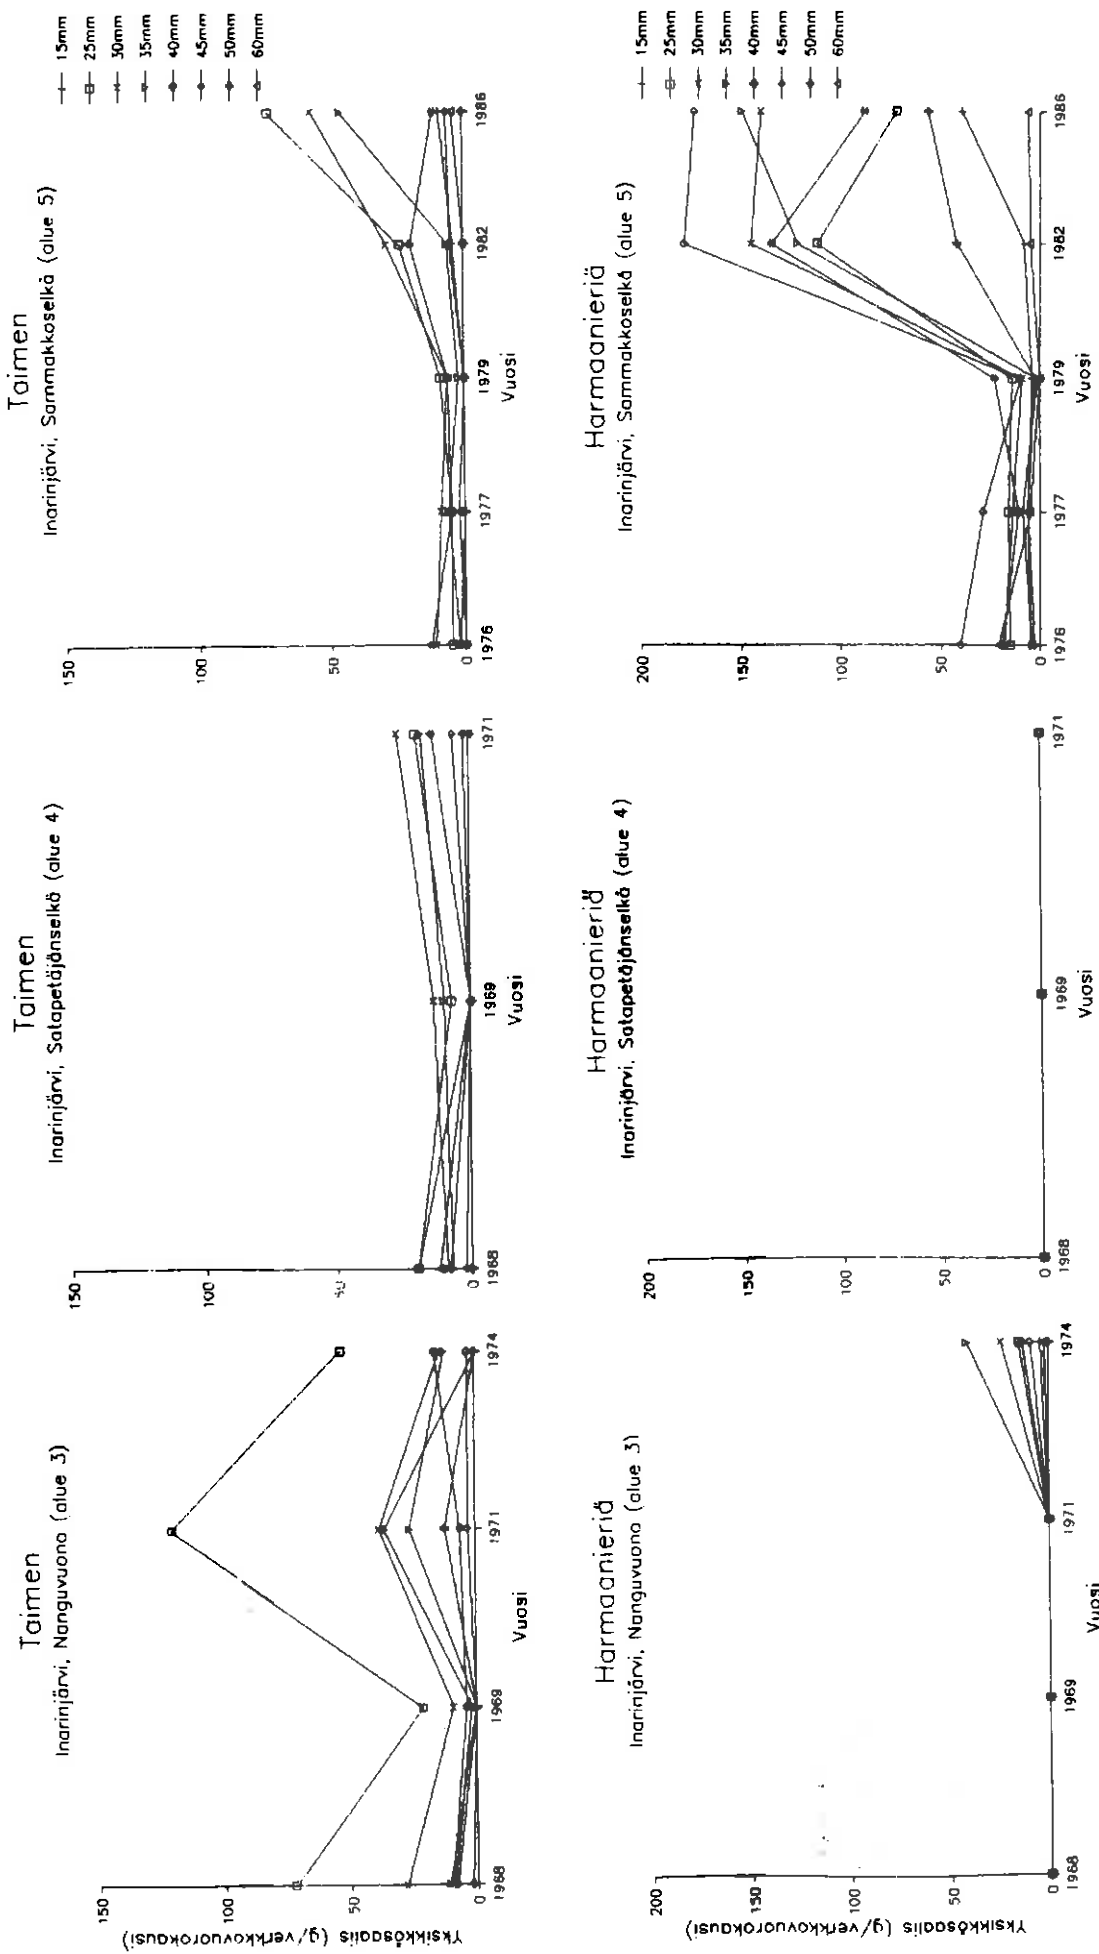 Taimen
Inarinjärvi, Nanguvuono (alue 3)
Yksikkösaalis (g/verkkovuorokausi)
150
100
50
0
1968
1969
1971
1974
Vuosi
Taimen
Inarinjärvi, Satapetäjänselkä (alue 4)
150
100
50
0
1968
1969
1971
Vuosi
Taimen
Inarinjärvi, Sammakkoselkä (alue 5)
150
100
50
0
1976
1977
1979
1982
1986
Vuosi
15mm
25mm
30mm
35mm
40mm
45mm
50mm
60mm
Harmaanieriä
Inarinjärvi, Nanguvuono (alue 3)
Yksikkösaalis (g/verkkovuorokausi)
200
150
100
50
0
1968
1969
1971
1974
Vuosi
Harmaanieriä
Inarinjärvi, Satapetäjänselkä (alue 4)
200
150
100
50
0
1968
1969
1971
Vuosi
Harmaanieriä
Inarinjärvi, Sammakkoselkä (alue 5)
200
150
100
50
0
1976
1977
1979
1982
1986
Vuosi
15mm
25mm
30mm
35mm
40mm
45mm
50mm
60mm